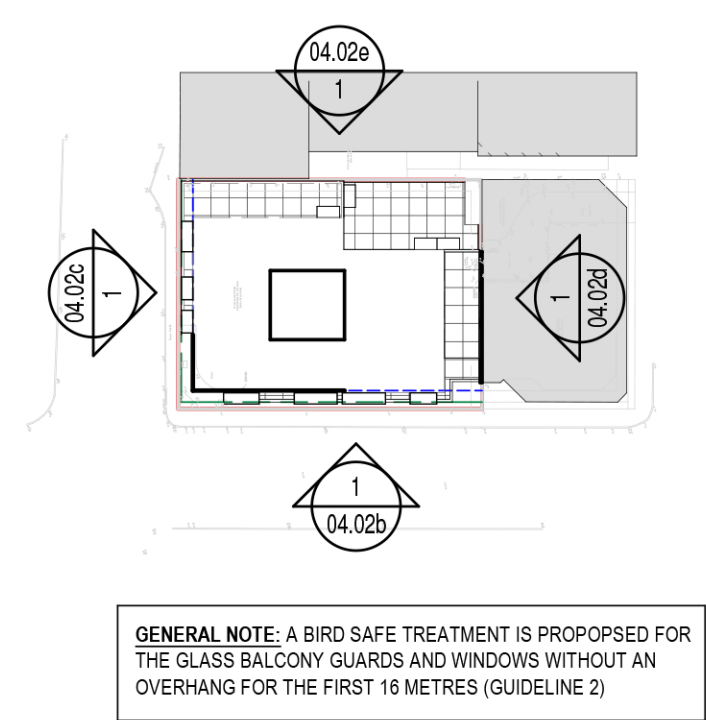 04.02e
1
04.02c
1
1
04.02d
1
04.02b
GENERAL NOTE: A BIRD SAFE TREATMENT IS PROPOPSED FOR
THE GLASS BALCONY GUARDS AND WINDOWS WITHOUT AN
OVERHANG FOR THE FIRST 16 METRES (GUIDELINE 2)